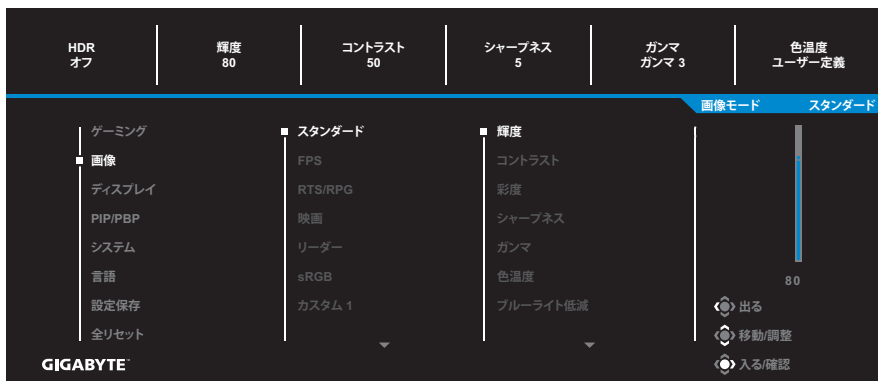 HDR
オフ
輝度
80
コントラスト
50
シャープネス
5
ガンマ
ガンマ 3
色温度
ユーザー定義
画像モード スタンダード
ゲーミング
画像
ディスプレイ
PIP/PBP
システム
言語
設定保存
全リセット
スタンダード
FPS
RTS/RPG
映画
リーダー
sRGB
カスタム 1
輝度
コントラスト
彩度
シャープネス
ガンマ
色温度
ブルーライト低減
80
出る
移動/調整
入る/確認
GIGABYTE™